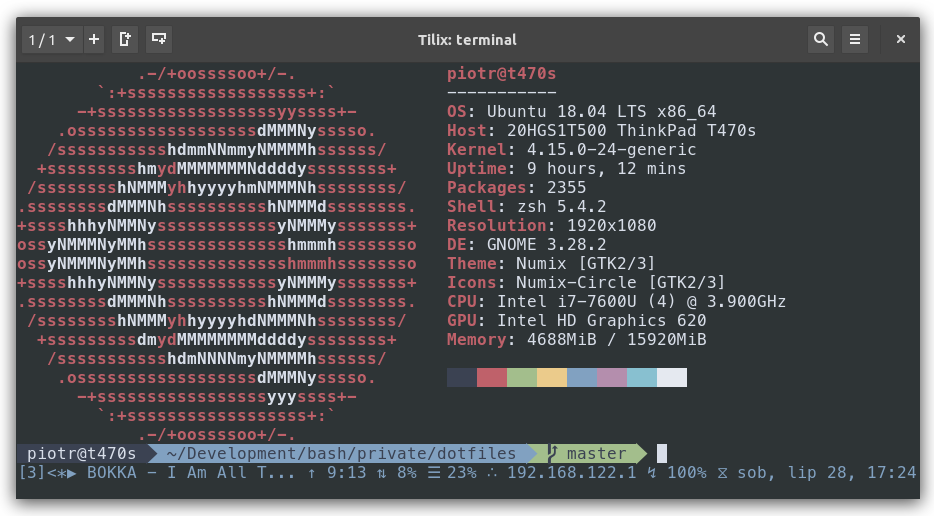 1 / 1
Tilix: terminal
.-/+oossssoo+/-.
`:+ssssssssssssssssss+:`
-+ssssssssssssssssssyyssss+-
.ossssssssssssssssssdMMMNysssso.
/ssssssssssshdmmNNmmyNMMMMhssssss/
+ssssssssshmydMMMMMMMNddddyssssssss+
/sssssssshNMMMyhhyyyyhmNMMMNhssssssss/
.ssssssssdMMMNhsssssssssshNMMMdssssssss.
+sssshhhyNMMNyssssssssssssyNMMMysssssss+
ossyNMMMNyMMhsssssssssssssshmmmhssssssso
ossyNMMMNyMMhsssssssssssssshmmmhssssssso
+sssshhhyNMMNyssssssssssssyNMMMysssssss+
.ssssssssdMMMNhsssssssssshNMMMdssssssss.
/sssssssshNMMMyhhyyyyhdNMMMNhssssssss/
+sssssssssdmydMMMMMMMMddddyssssssss+
/ssssssssssshdmNNNNmyNMMMMhssssss/
.ossssssssssssssssssdMMMNysssso.
-+sssssssssssssssssyyyssss+-
`:+ssssssssssssssssss+:`
.-/+oossssoo+/-.
piotr@t470s
-----------
OS: Ubuntu 18.04 LTS x86_64
Host: 20HGS1T500 ThinkPad T470s
Kernel: 4.15.0-24-generic
Uptime: 9 hours, 12 mins
Packages: 2355
Shell: zsh 5.4.2
Resolution: 1920x1080
DE: GNOME 3.28.2
Theme: Numix [GTK2/3]
Icons: Numix-Circle [GTK2/3]
CPU: Intel i7-7600U (4) @ 3.900GHz
GPU: Intel HD Graphics 620
Memory: 4688MiB / 15920MiB
piotr@t470s ~/Development/bash/private/dotfiles master
[3]<✳▶ BOKKA – I Am All T... ↑ 9:13 ⇅ 8% ☰ 23% ∴ 192.168.122.1 ↯ 100% ⧖ sob, lip 28, 17:24